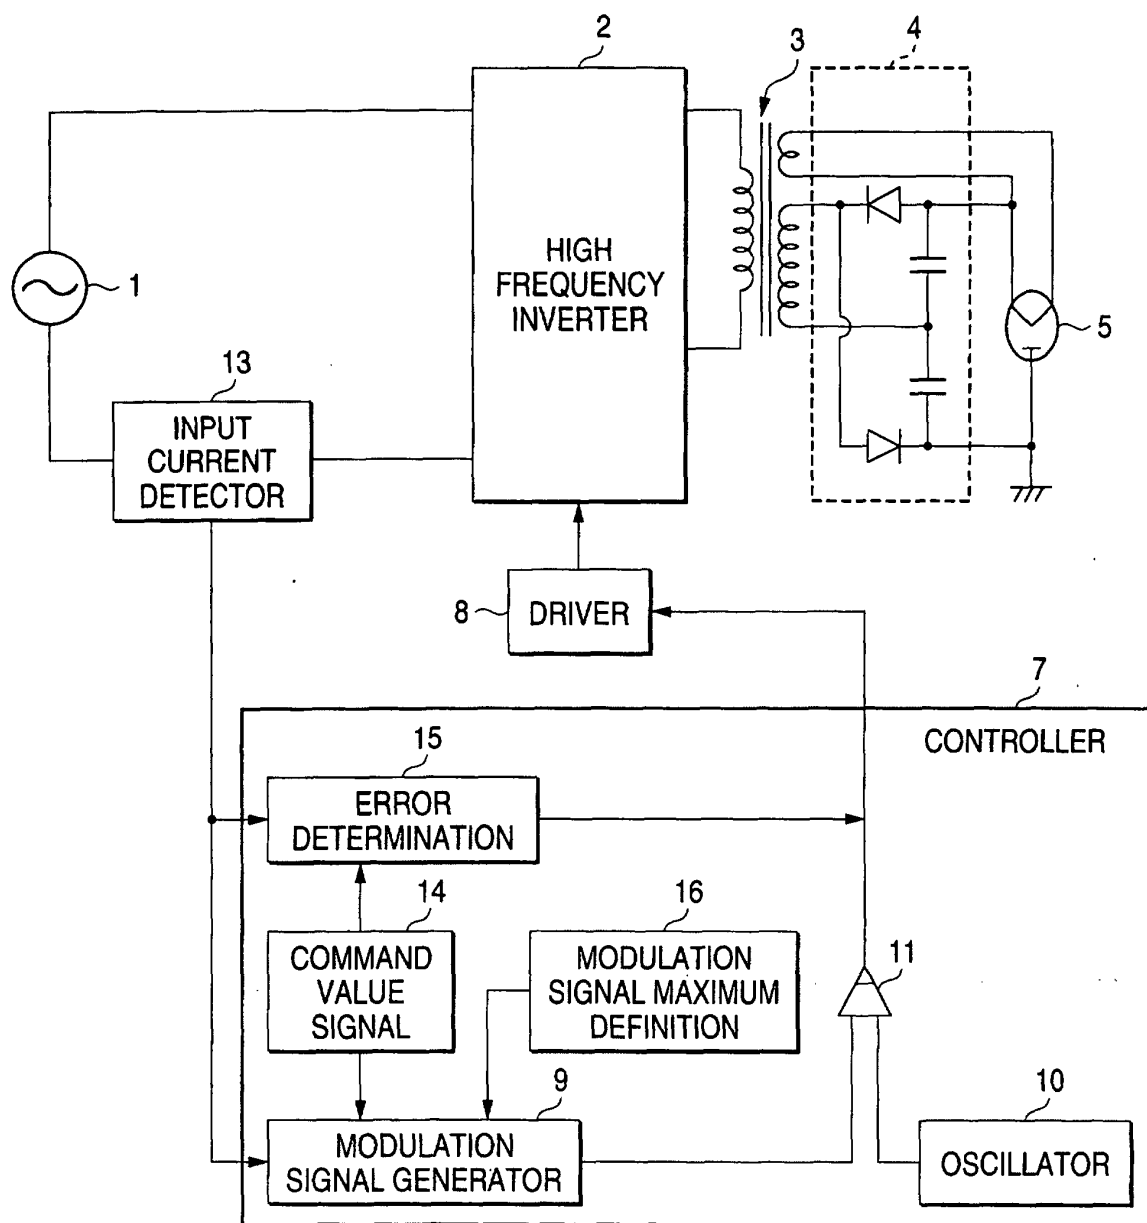 2
3
4
HIGH
FREQUENCY
INVERTER
1
5
13
INPUT
CURRENT
DETECTOR
8
DRIVER
7
CONTROLLER
15
ERROR
DETERMINATION
14
COMMAND
VALUE
SIGNAL
16
MODULATION
SIGNAL MAXIMUM
DEFINITION
11
9
MODULATION
SIGNAL GENERATOR
10
OSCILLATOR